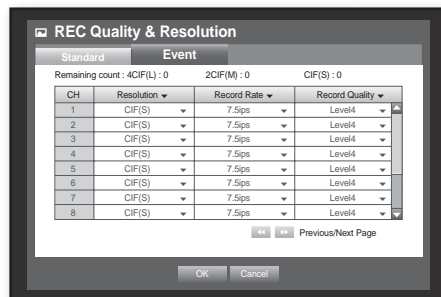 REC Quality & Resolution
Standard Event
Remaining count : 4CIF(L) : 0 2CIF(M) : 0 CIF(S) : 0
CH Resolution Record Rate Record Quality
1 CIF(S) 7.5ips Level4
2 CIF(S) 7.5ips Level4
3 CIF(S) 7.5ips Level4
4 CIF(S) 7.5ips Level4
5 CIF(S) 7.5ips Level4
6 CIF(S) 7.5ips Level4
7 CIF(S) 7.5ips Level4
8 CIF(S) 7.5ips Level4
Previous/Next Page
OK Cancel